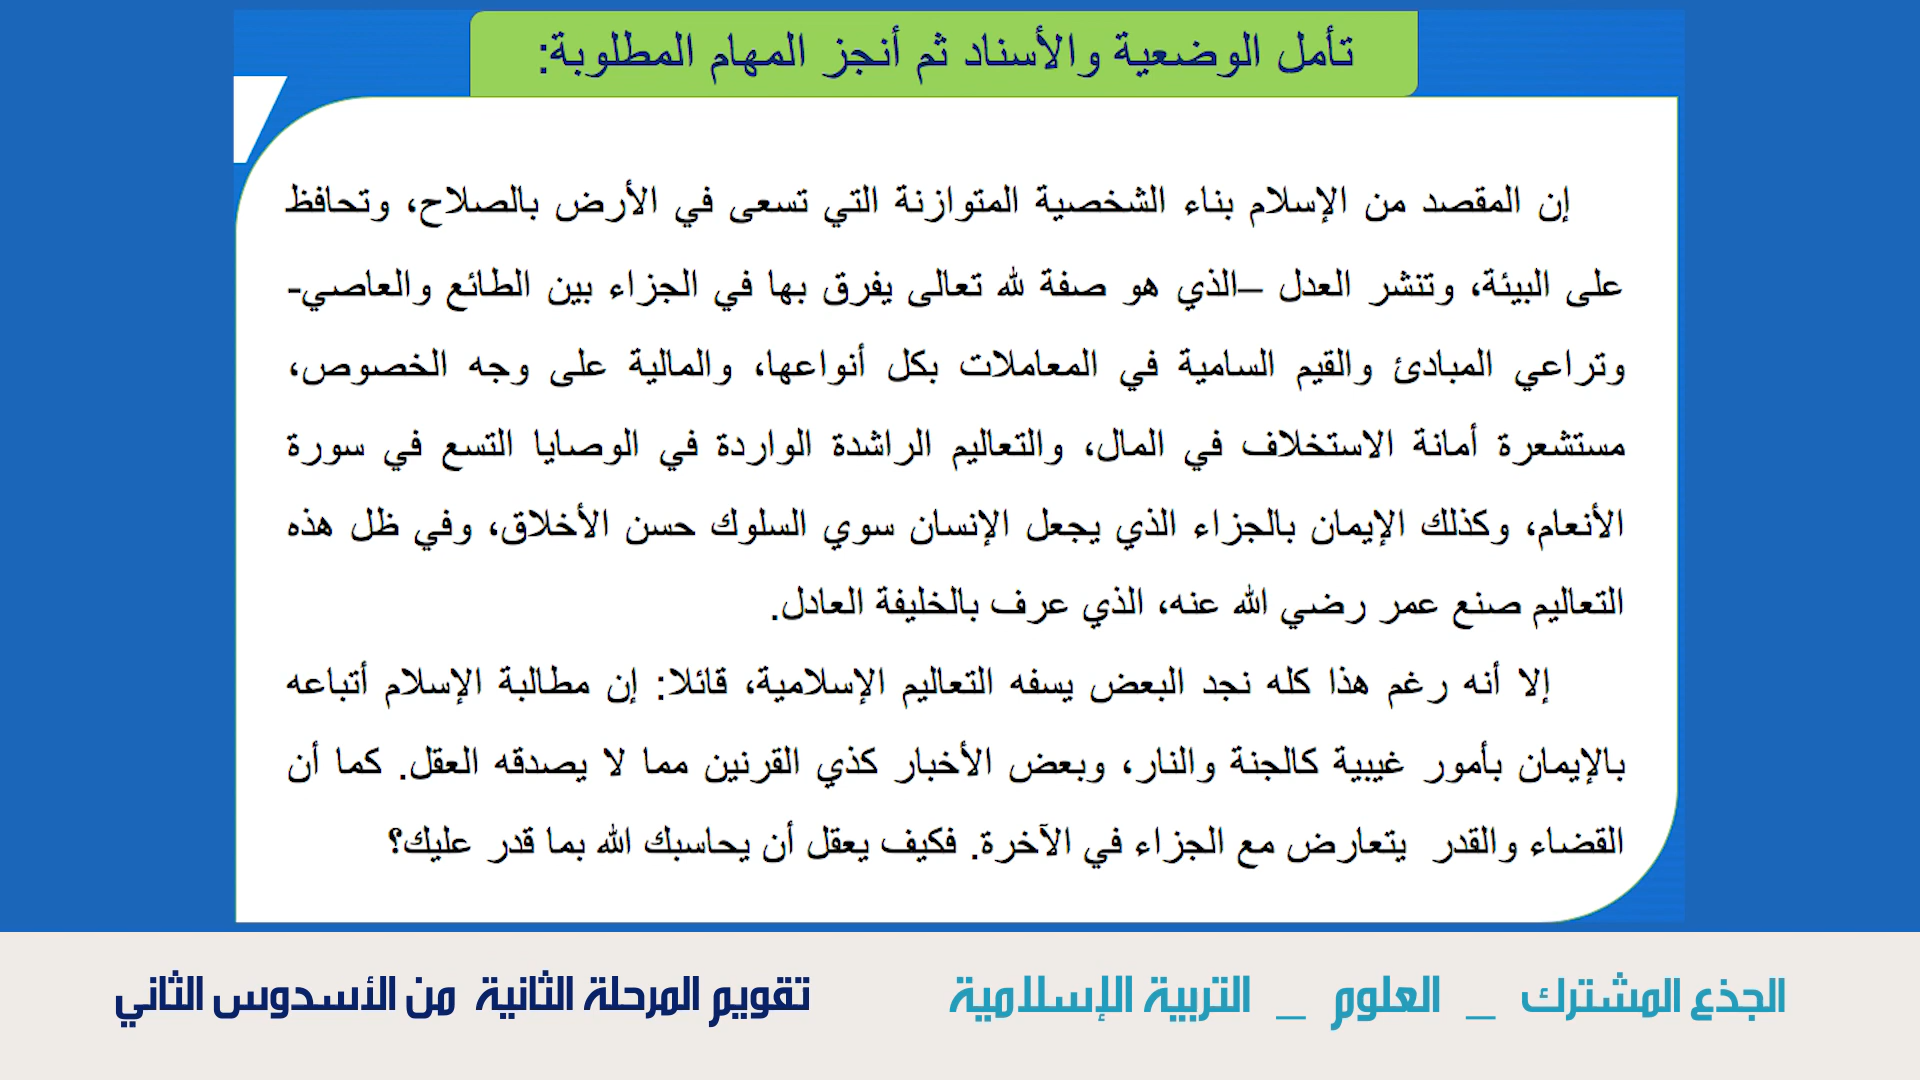 تأمل الوضعية والأسناد ثم أنجز المهام المطلوبة:
إن المقصد من الإسلام بناء الشخصية المتوازنة التي تسعى في الأرض بالصلاح، وتحافظ
على البيئة، وتنشر العدل –الذي هو صفة لله تعالى يفرق بها في الجزاء بين الطائع والعاصي-
وتراعي المبادئ والقيم السامية في المعاملات بكل أنواعها، والمالية على وجه الخصوص،
مستشعرة أمانة الاستخلاف في المال، والتعاليم الراشدة الواردة في الوصايا التسع في سورة
الأنعام، وكذلك الإيمان بالجزاء الذي يجعل الإنسان سوي السلوك حسن الأخلاق، وفي ظل هذه
التعاليم صنع عمر رضي الله عنه، الذي عرف بالخليفة العادل.
إلا أنه رغم هذا كله نجد البعض يسفه التعاليم الإسلامية، قائلا: إن مطالبة الإسلام أتباعه
بالإيمان بأمور غيبية كالجنة والنار، وبعض الأخبار كذي القرنين مما لا يصدقه العقل. كما أن
القضاء والقدر يتعارض مع الجزاء في الآخرة. فكيف يعقل أن يحاسبك الله بما قدر عليك؟
الجذع المشترك _ العلوم _ التربية الإسلامية
تقويم المرحلة الثانية من الأسدوس الثاني